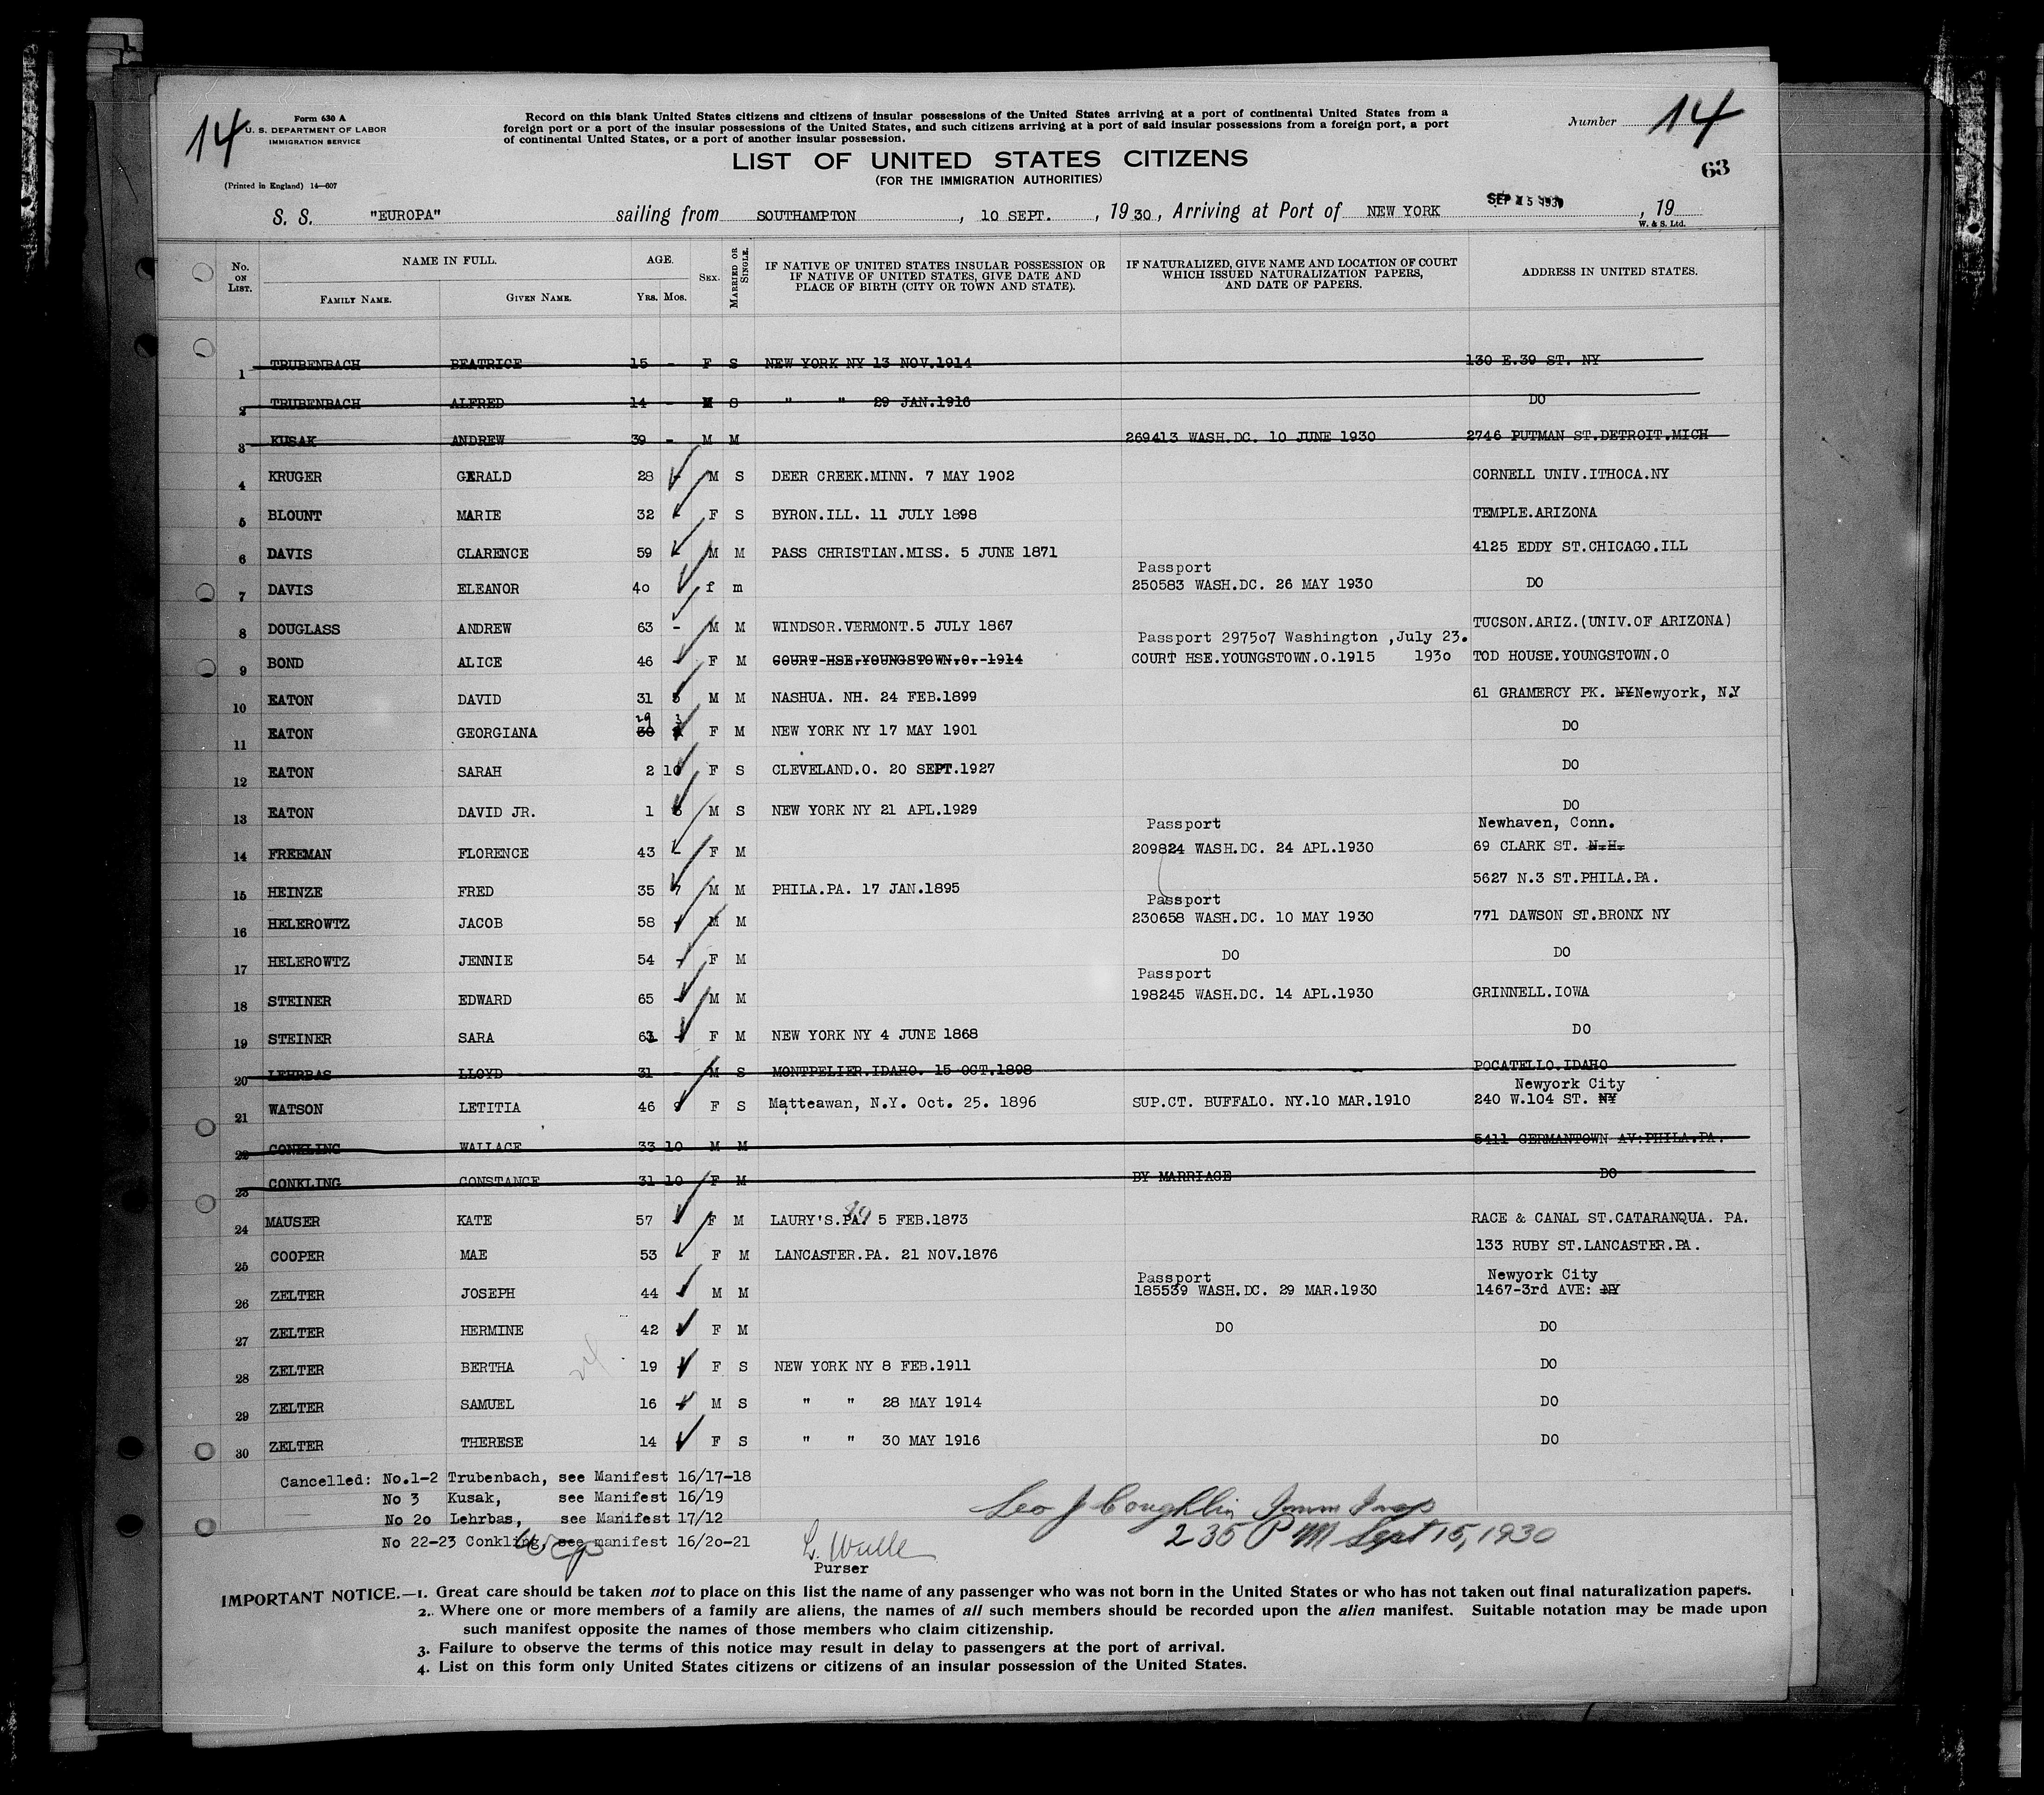 14
Form 630 A
U. S. DEPARTMENT OF LABOR
IMMIGRATION SERVICE
(Printed in England) 14—607
Record on this blank United States citizens and citizens of insular possessions of the United States arriving at a port of continental United States from a
foreign port or a port of the insular possessions of the United States, and such citizens arriving at a port of said insular possessions from a foreign port, a port
of continental United States, or a port of another insular possession.
Number 14
63
LIST OF UNITED STATES CITIZENS
(FOR THE IMMIGRATION AUTHORITIES)
S. S. "EUROPA" sailing from SOUTHAMPTON, 10 SEPT., 1930, Arriving at Port of NEW YORK SEP 15 1930, 19
W. & S. Ltd.
No. ON LIST. NAME IN FULL. FAMILY NAME. GIVEN NAME. AGE. YRS. MOS. SEX. MARRIED OR SINGLE. IF NATIVE OF UNITED STATES INSULAR POSSESSION OR IF NATIVE OF UNITED STATES, GIVE DATE AND PLACE OF BIRTH (CITY OR TOWN AND STATE). IF NATURALIZED, GIVE NAME AND LOCATION OF COURT WHICH ISSUED NATURALIZATION PAPERS, AND DATE OF PAPERS. ADDRESS IN UNITED STATES.
1 TRUBENBACH BEATRICE 15 - F S NEW YORK NY 13 NOV.1914 130 E.39 ST. NY
2 TRUBENBACH ALFRED 14 - M S " " 29 JAN.1916 DO
3 KUSAK ANDREW 39 - M M 269413 WASH.DC. 10 JUNE 1930 2746 PUTMAN ST.DETROIT.MICH
4 KRUGER GERALD 28 - M S DEER CREEK.MINN. 7 MAY 1902 CORNELL UNIV.ITHOCA.NY
5 BLOUNT MARIE 32 - F S BYRON.ILL. 11 JULY 1898 TEMPLE.ARIZONA
6 DAVIS CLARENCE 59 - M M PASS CHRISTIAN.MISS. 5 JUNE 1871 4125 EDDY ST.CHICAGO.ILL
Passport
7 DAVIS ELEANOR 40 f m 250583 WASH.DC. 26 MAY 1930 DO
8 DOUGLASS ANDREW 63 - M M WINDSOR.VERMONT.5 JULY 1867 TUCSON.ARIZ.(UNIV.OF ARIZONA)
Passport 297507 Washington ,July 23.
9 BOND ALICE 46 - F M COURT HSE.YOUNGSTOWN.O. 1914 COURT HSE.YOUNGSTOWN.O.1915 1930 TOD HOUSE.YOUNGSTOWN.O
10 EATON DAVID 31 M M NASHUA. NH. 24 FEB.1899 61 GRAMERCY PK. NY Newyork, N.Y
29 3
11 EATON GEORGIANA 30 F M NEW YORK NY 17 MAY 1901 DO
12 EATON SARAH 2 10 F S CLEVELAND.O. 20 SEPT.1927 DO
13 EATON DAVID JR. 1 M S NEW YORK NY 21 APL.1929 DO
Passport Newhaven, Conn.
14 FREEMAN FLORENCE 43 - F M 209824 WASH.DC. 24 APL.1930 69 CLARK ST. N.H.
15 HEINZE FRED 35 7 M M PHILA.PA. 17 JAN.1895 5627 N.3 ST.PHILA.PA.
Passport
16 HELEROWTZ JACOB 58 - M M 230658 WASH.DC. 10 MAY 1930 771 DAWSON ST.BRONX NY
17 HELEROWTZ JENNIE 54 - F M DO DO
Passport
18 STEINER EDWARD 65 - M M 198245 WASH.DC. 14 APL.1930 GRINNELL.IOWA
19 STEINER SARA 62 - F M NEW YORK NY 4 JUNE 1868 DO
20 LEHRBAS LLOYD 31 - M S MONTPELIER.IDAHO. 15 OCT.1898 POCATELLO.IDAHO
Newyork City
21 WATSON LETITIA 46 F S Matteawan, N.Y. Oct. 25. 1896 SUP.CT. BUFFALO. NY.10 MAR.1910 240 W.104 ST. NY
22 CONKLING WALLACE 33 10 M M 5411 GERMANTOWN AV:PHILA.PA.
23 CONKLING CONSTANCE 31 10 F M BY MARRIAGE DO
24 MAUSER KATE 57 - F M LAURY'S.PA. 5 FEB.1873 RACE & CANAL ST.CATARANQUA. PA.
25 COOPER MAE 53 - F M LANCASTER.PA. 21 NOV.1876 133 RUBY ST.LANCASTER.PA.
Passport Newyork City
26 ZELTER JOSEPH 44 - M M 185539 WASH.DC. 29 MAR.1930 1467-3rd AVE: NY
27 ZELTER HERMINE 42 - F M DO DO
28 ZELTER BERTHA 19 - F S NEW YORK NY 8 FEB.1911 DO
29 ZELTER SAMUEL 16 - M S " " 28 MAY 1914 DO
30 ZELTER THERESE 14 - F S " " 30 MAY 1916 DO
Cancelled: No.1-2 Trubenbach, see Manifest 16/17-18
No 3 Kusak, see Manifest 16/19
No 20 Lehrbas, see Manifest 17/12
No 22-23 Conkling, see manifest 16/20-21
Leo J Coughlin Imm Insp
2 35 PM Sept 15, 1930
Purser
IMPORTANT NOTICE.—1. Great care should be taken not to place on this list the name of any passenger who was not born in the United States or who has not taken out final naturalization papers.
2. Where one or more members of a family are aliens, the names of all such members should be recorded upon the alien manifest. Suitable notation may be made upon
such manifest opposite the names of those members who claim citizenship.
3. Failure to observe the terms of this notice may result in delay to passengers at the port of arrival.
4. List on this form only United States citizens or citizens of an insular possession of the United States.